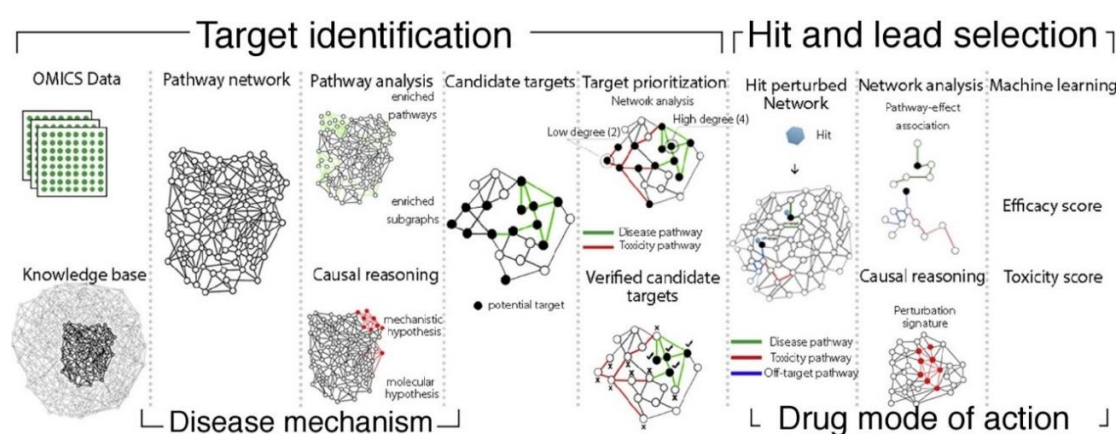 Target identification
Hit and lead selection
OMICS Data
Knowledge base
Pathway network
Pathway analysis
enriched
pathways
enriched
subgraphs
Causal reasoning
mechanistic
hypothesis
molecular
hypothesis
Candidate targets
potential target
Target prioritization
Network analysis
High degree (4)
Low degree (2)
Disease pathway
Toxicity pathway
Verified candidate
targets
x
x
x
x
x
x
x
Hit perturbed
Network
Hit
Disease pathway
Toxicity pathway
Off-target pathway
Network analysis
Pathway-effect
association
Causal reasoning
Perturbation
signature
Machine learning
Efficacy score
Toxicity score
Disease mechanism
Drug mode of action